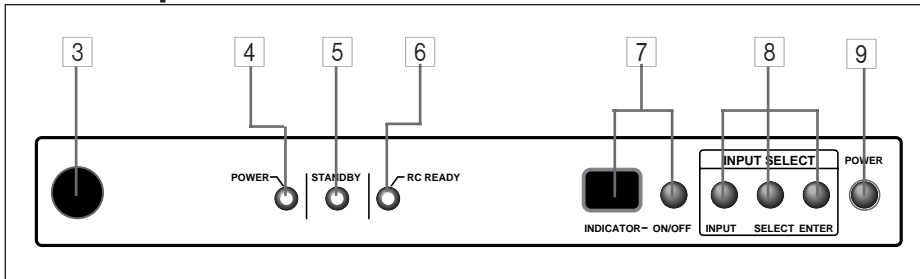 3 4 5 6 7 8 9
INPUT SELECT POWER
POWER STANDBY RC READY
INDICATOR ON/OFF INPUT SELECT ENTER